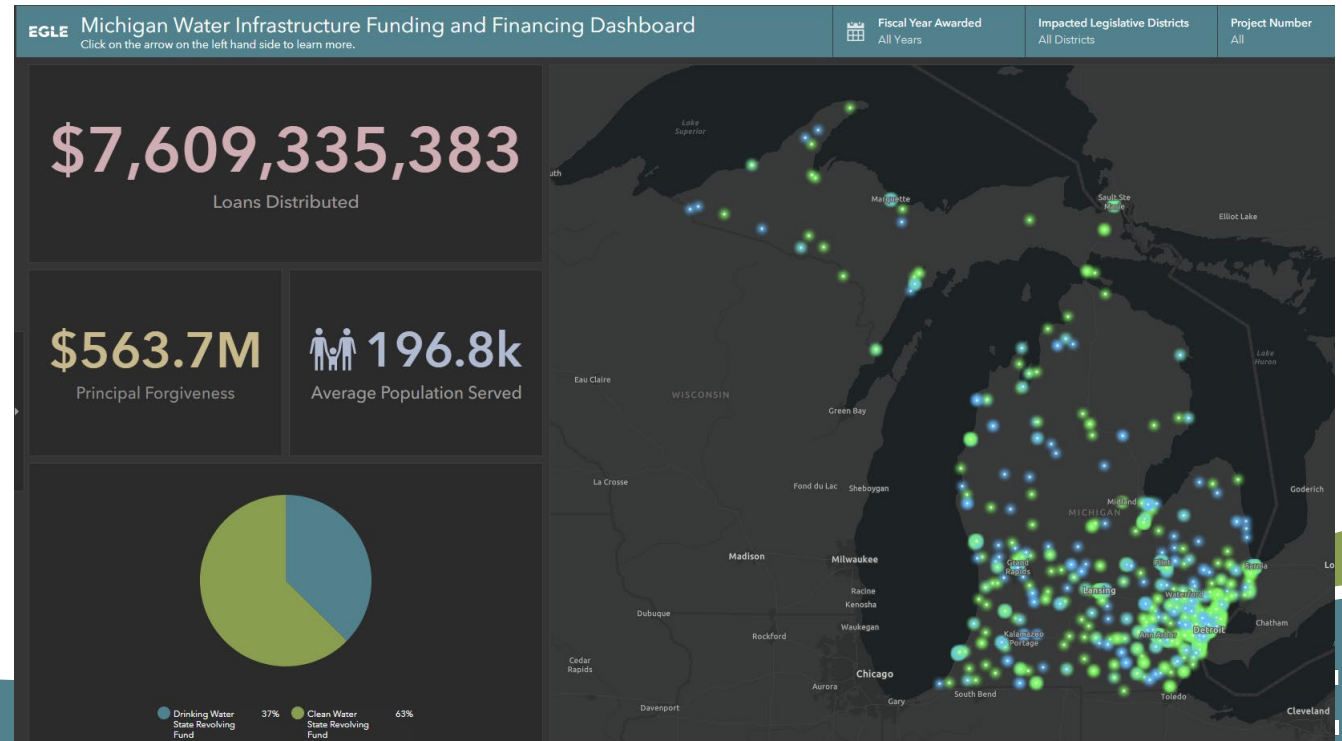 EGLE
Michigan Water Infrastructure Funding and Financing Dashboard
Click on the arrow on the left hand side to learn more.
Fiscal Year Awarded
All Years
Impacted Legislative Districts
All Districts
Project Number
All
$7,609,335,383
Loans Distributed
$563.7M
Principal Forgiveness
196.8k
Average Population Served
Drinking Water
State Revolving
Fund
37%
Clean Water
State Revolving
Fund
63%
Lake
Superior
uth
Marquette
Sault Ste
Marie
Elliot Lake
Lake
Huron
Eau Claire
WISCONSIN
Green Bay
La Crosse
Fond du Lac
Sheboygan
Goderich
Midland
MICHIGAN
Madison
Milwaukee
Grand
Rapids
Flint
Sarnia
Lo
Racine
Lansing
Waterford
Kenosha
Dubuque
Waukegan
Rockford
Kalamazoo
Portage
Ann Arbor
Detroit
Chatham
Cedar
Rapids
Chicago
Aurora
Gary
South Bend
Toledo
Davenport
Cleveland